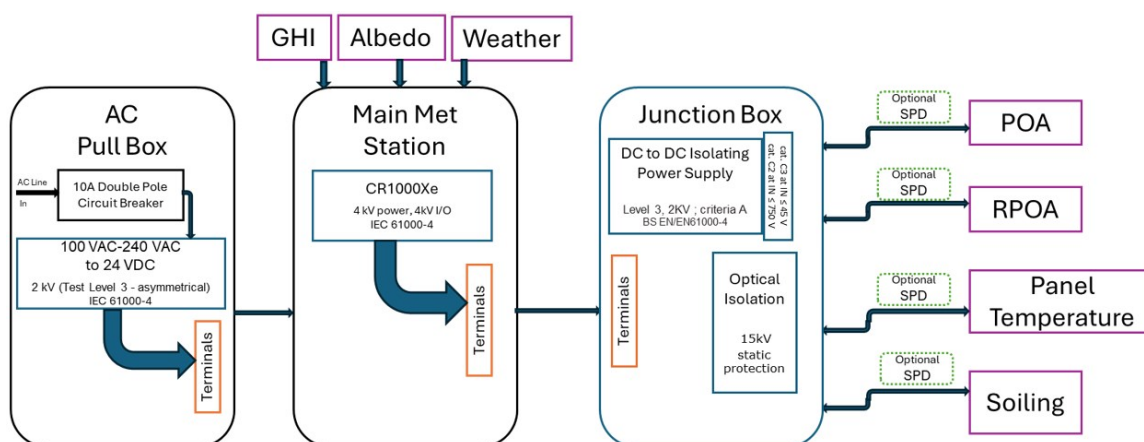 GHI
Albedo
Weather
AC
Pull Box
AC Line
In
10A Double Pole
Circuit Breaker
100 VAC-240 VAC
to 24 VDC
2 kV (Test Level 3 - asymmetrical)
IEC 61000-4
Terminals
Main Met
Station
CR1000Xe
4 kV power, 4kV I/O
IEC 61000-4
Terminals
Junction Box
DC to DC Isolating
Power Supply
Level 3, 2KV ; criteria A
BS EN/EN61000-4
cat. C3 at IN ≤ 45 V
cat. C2 at IN ≤ 750 V
Terminals
Optical
Isolation
15kV
static
protection
Optional
SPD
POA
Optional
SPD
RPOA
Optional
SPD
Panel
Temperature
Optional
SPD
Soiling